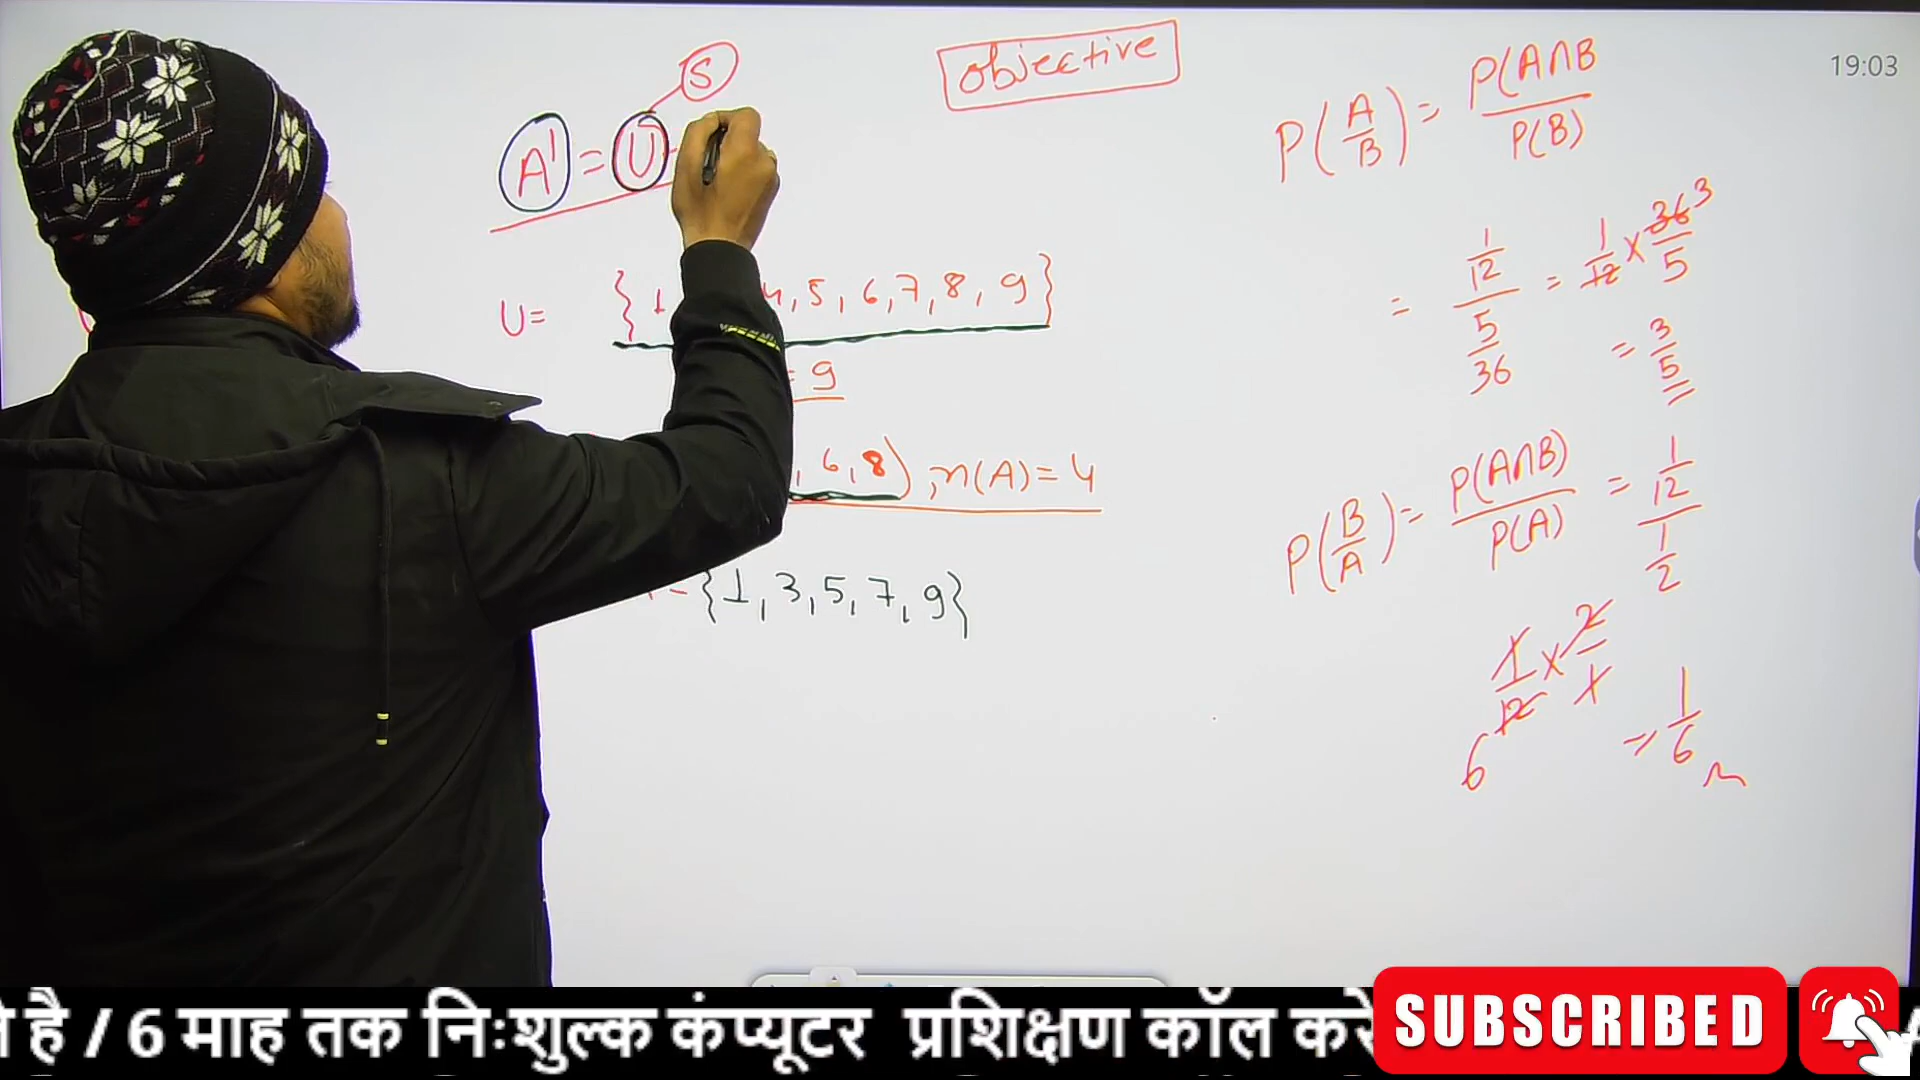 S
objective
19:03
A' = U -
P(A/B) = P(A∩B / P(B)
U = { 1, 4, 5, 6, 7, 8, 9 }
= 1/12 / 5/36 = 1/12 × 36 3/5
= 9
= 3/5
, 6, 8 ) , n(A) = 4
P(B/A) = P(A∩B) / P(A) = 1/12 / 1/2
- { 1, 3, 5, 7, 9 }
1/12 × 2/1
6
= 1/6
है / 6 माह तक निःशुल्क कंप्यूटर प्रशिक्षण कॉल करें
SUBSCRIBED